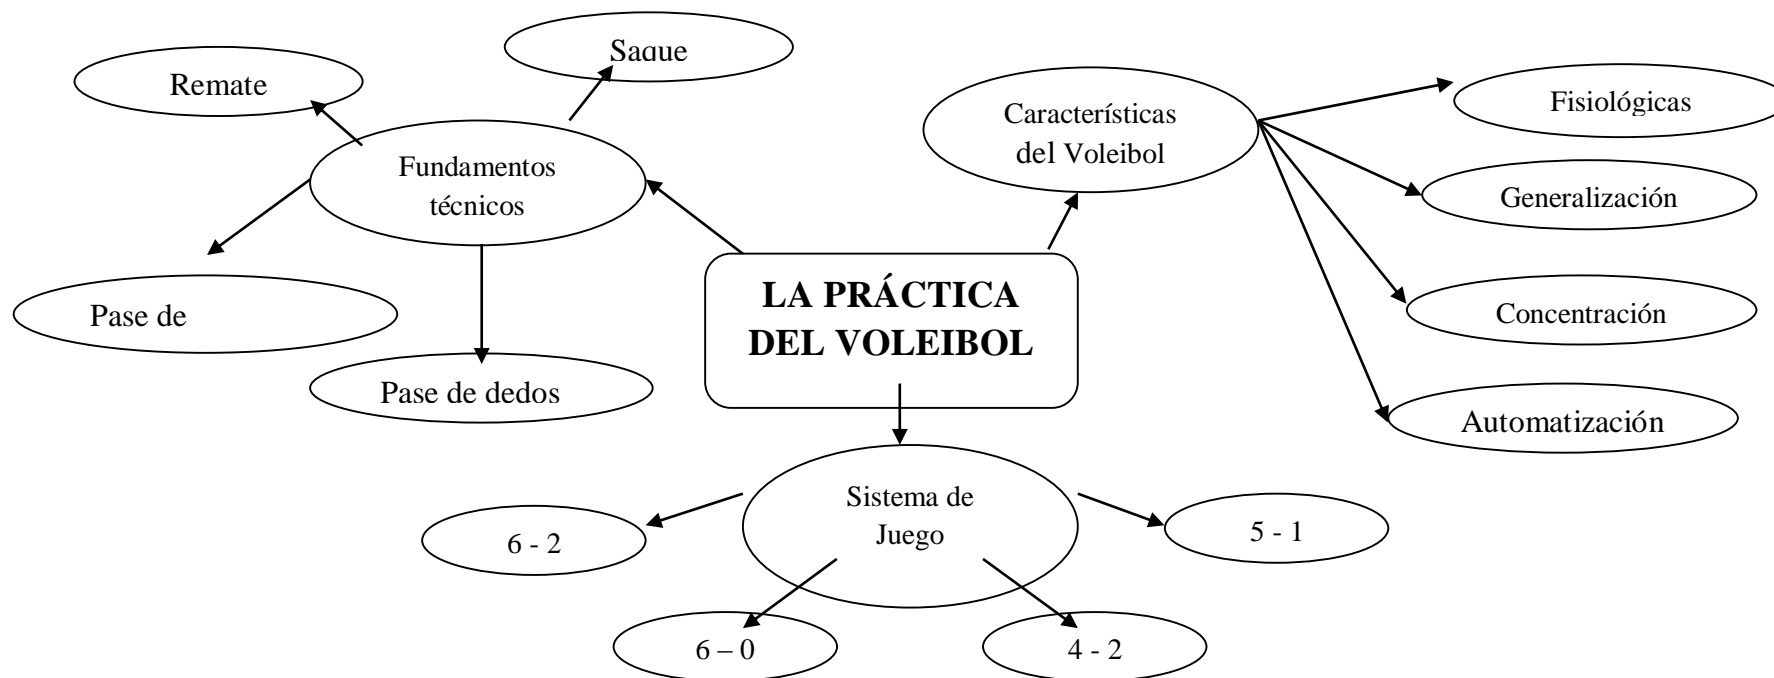 Saque
Remate
Fundamentos
técnicos
Pase de
Pase de dedos
LA PRÁCTICA
DEL VOLEIBOL
Características
del Voleibol
Fisiológicas
Generalización
Concentración
Automatización
Sistema de
Juego
6 - 2
5 - 1
6 – 0
4 - 2